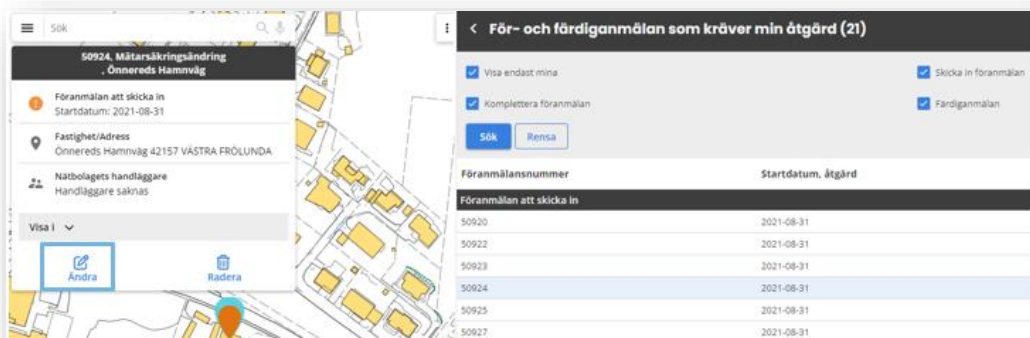 Sök
50924, Mätarsäkringsändring
, Önnereds Hamnväg
Föranmälan att skicka in
Startdatum: 2021-08-31
Fastighet/Adress
Önnereds Hamnväg 42157 VÄSTRA FRÖLUNDA
Nätbolagets handläggare
Handläggare saknas
Visa i
Ändra
Radera
För- och färdiganmälan som kräver min åtgärd (21)
Visa endast mina
Skicka in föranmälan
Komplettera föranmälan
Färdiganmälan
Sök
Rensa
Föranmälansnummer
Startdatum, åtgärd
Föranmälan att skicka in
50920 2021-08-31
50922 2021-08-31
50923 2021-08-31
50924 2021-08-31
50925 2021-08-31
50927 2021-08-31